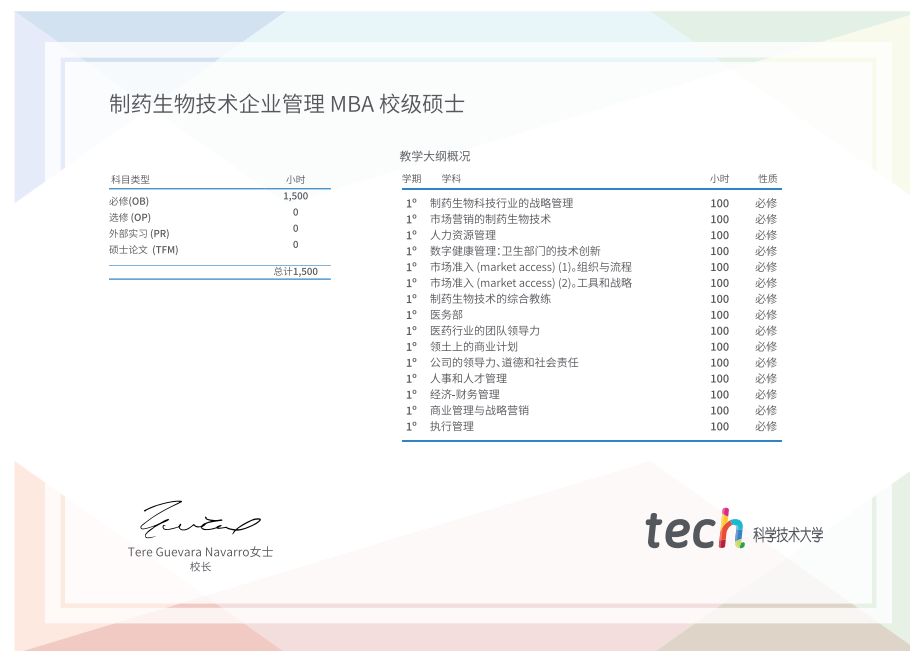 制药生物技术企业管理 MBA 校级硕士
科目类型 小时
必修(OB) 1,500
选修 (OP) 0
外部实习 (PR) 0
硕士论文 (TFM) 0
总计1,500
教学大纲概况
学期 学科 小时 性质
1º 制药生物科技行业的战略管理 100 必修
1º 市场营销的制药生物技术 100 必修
1º 人力资源管理 100 必修
1º 数字健康管理：卫生部门的技术创新 100 必修
1º 市场准入 (market access) (1)。组织与流程 100 必修
1º 市场准入 (market access) (2)。工具和战略 100 必修
1º 制药生物技术的综合教练 100 必修
1º 医务部 100 必修
1º 医药行业的团队领导力 100 必修
1º 领土上的商业计划 100 必修
1º 公司的领导力、道德和社会责任 100 必修
1º 人事和人才管理 100 必修
1º 经济-财务管理 100 必修
1º 商业管理与战略营销 100 必修
1º 执行管理 100 必修
Tere Guevara Navarro女士
校长
tech 科学技术大学